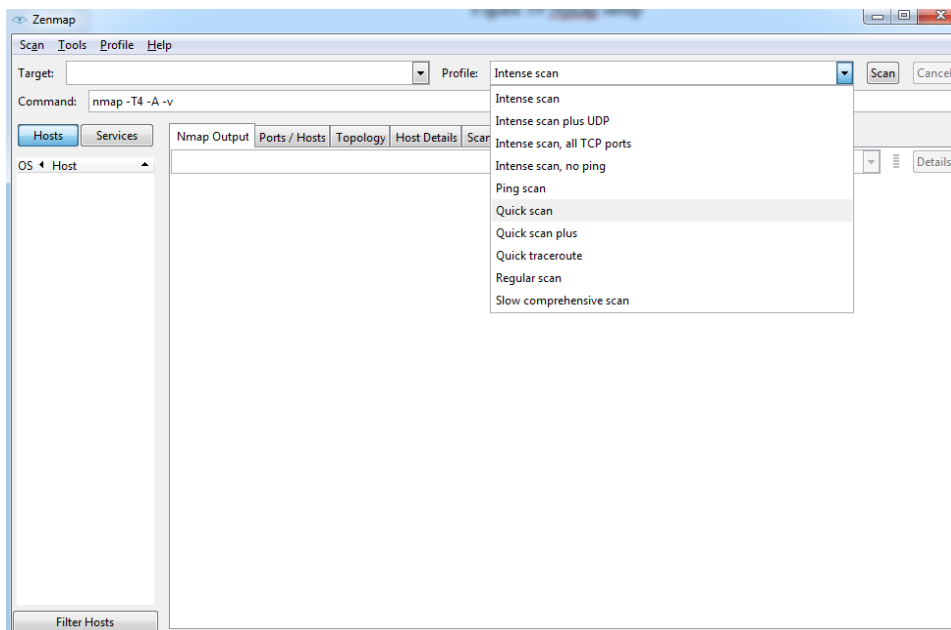 Zenmap
Scan Tools Profile Help
Target: Profile: Intense scan Scan Cancel
Command: nmap -T4 -A -v
Hosts Services
Nmap Output Ports / Hosts Topology Host Details
OS Host
Details
Intense scan
Intense scan plus UDP
Intense scan, all TCP ports
Intense scan, no ping
Ping scan
Quick scan
Quick scan plus
Quick traceroute
Regular scan
Slow comprehensive scan
Filter Hosts